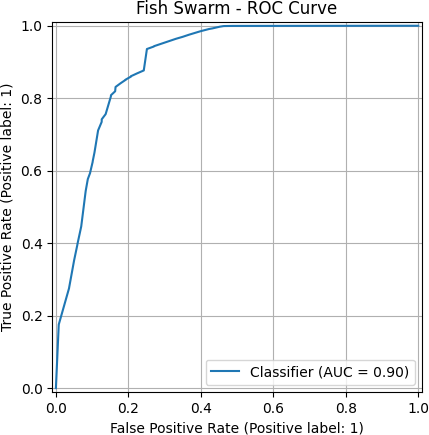 Fish Swarm - ROC Curve
True Positive Rate (Positive label: 1)
1.0
0.8
0.6
0.4
0.2
0.0
Classifier (AUC = 0.90)
0.0 0.2 0.4 0.6 0.8 1.0
False Positive Rate (Positive label: 1)